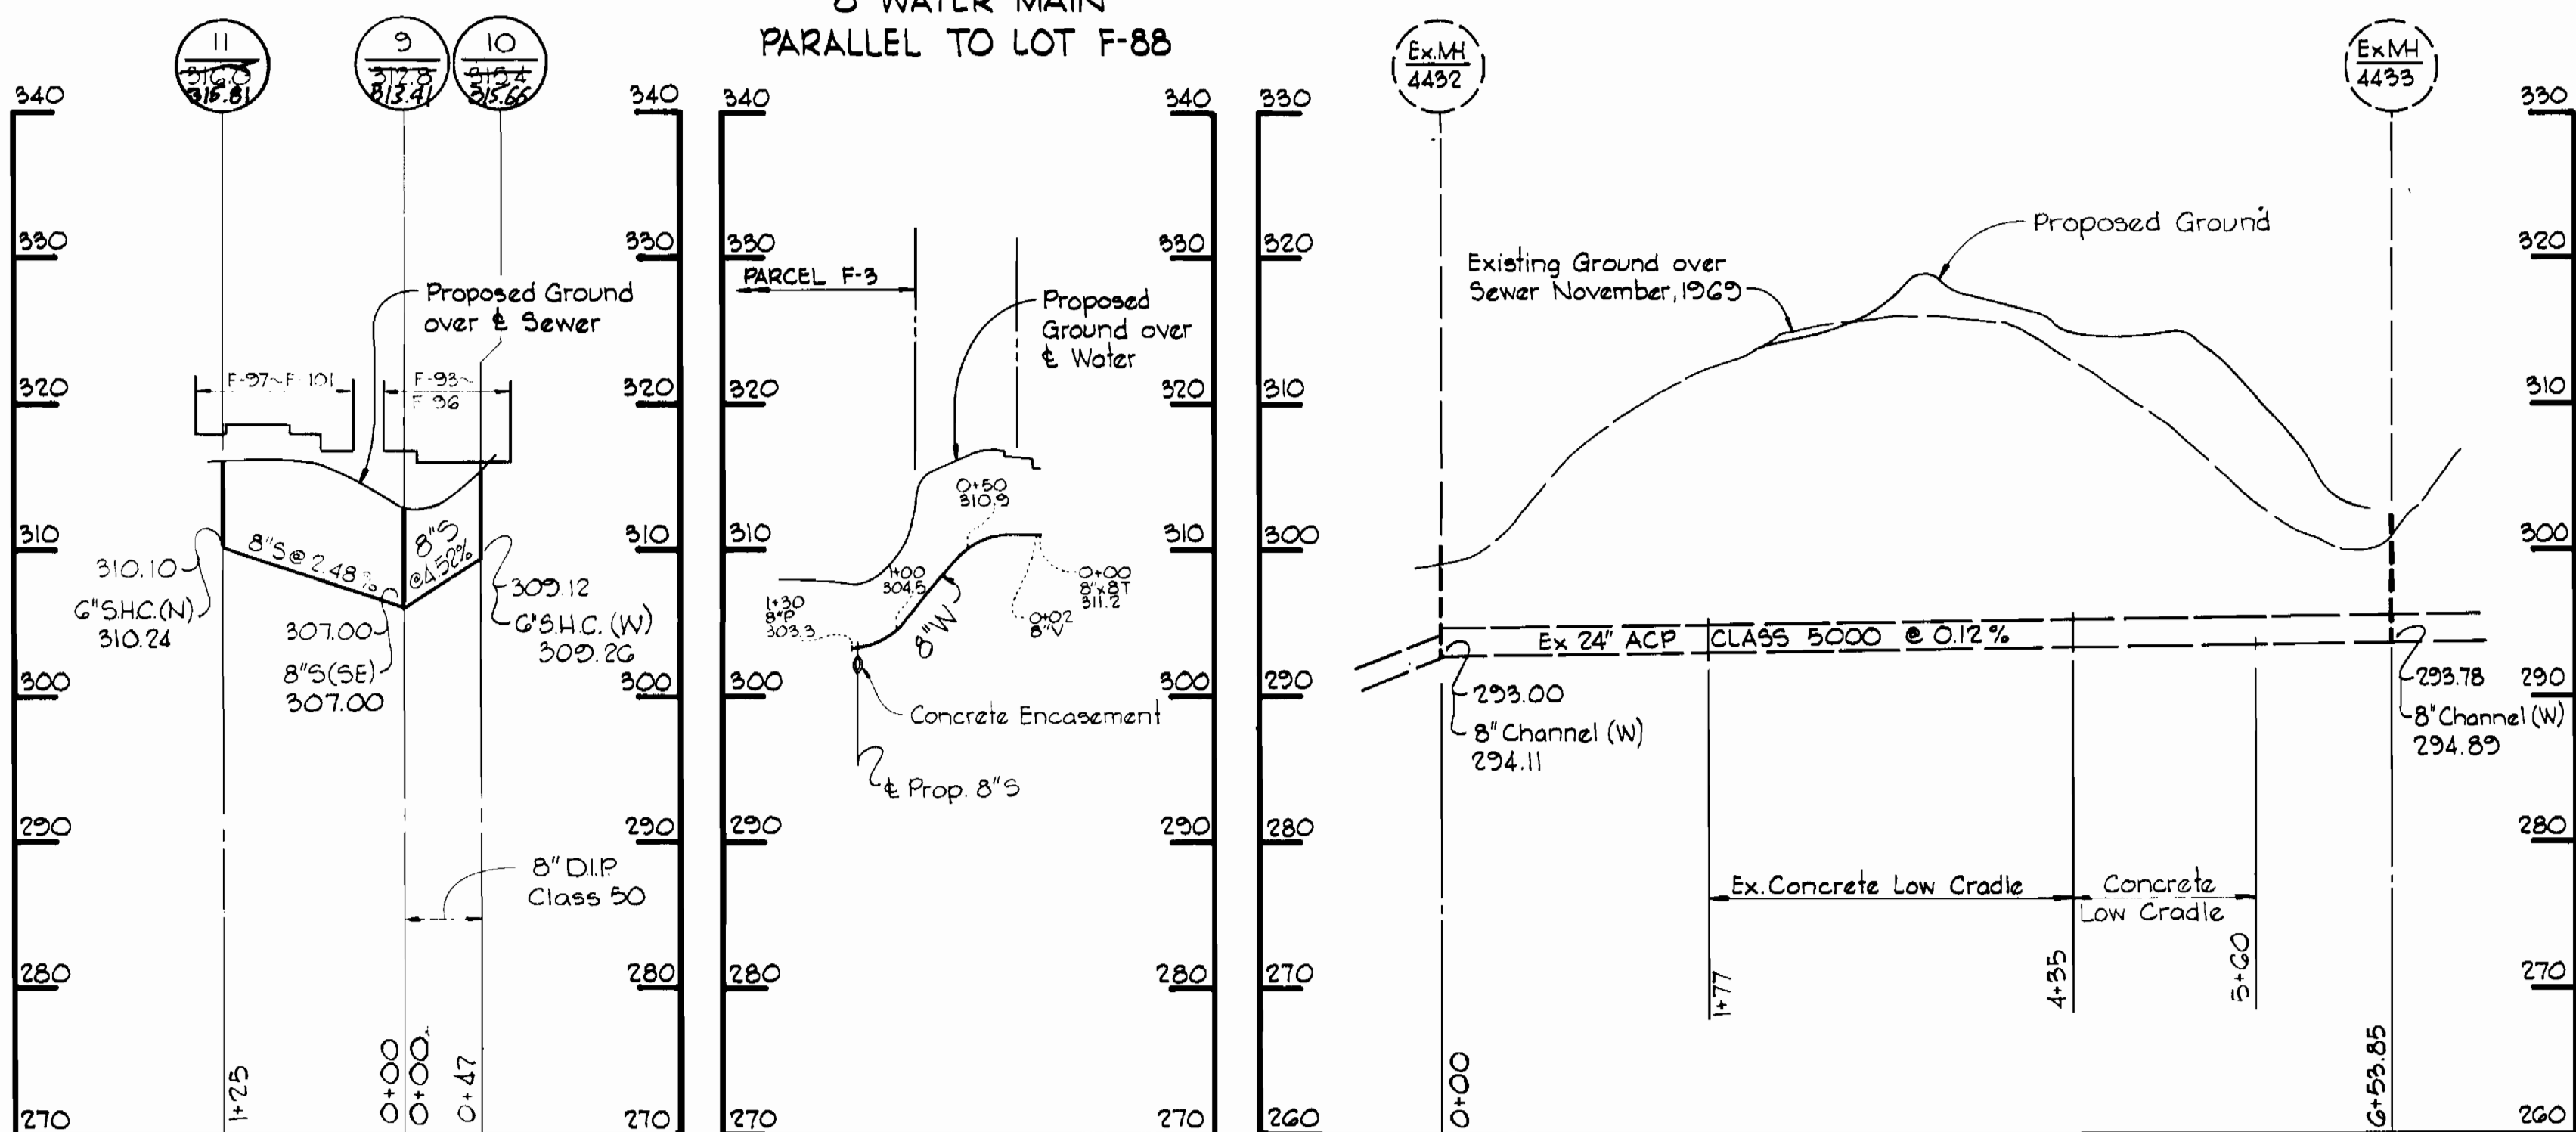 8" WATER MAIN
PARALLEL TO LOT F-88
11
316.0
315.81
9
312.8
313.41
10
315.4
315.66
340
330
320
310
300
290
280
270
340
330
320
310
300
290
280
270
Proposed Ground
over ℄ Sewer
F-97~F-101
F-93~
F-96
8"S @ 2.48%
8"S
@4.52%
310.10
6"S.H.C.(N)
310.24
307.00
8"S(SE)
307.00
309.12
6"S.H.C. (W)
309.26
8" D.I.P.
Class 50
1+25
0+00
0+00
0+47
340
330
320
310
300
290
280
270
340
330
320
310
300
290
280
270
PARCEL F-3
Proposed
Ground over
℄ Water
0+50
310.9
1+00
304.5
1+30
8"P
303.3
8"W
0+00
8"x8"T
311.2
0+02
8"V
Concrete Encasement
℄ Prop. 8"S
330
320
310
300
290
280
270
260
330
320
310
300
290
280
270
260
Ex.MH
4432
Ex.MH
4433
Existing Ground over
Sewer November, 1969
Proposed Ground
Ex 24" ACP CLASS 5000 @ 0.12%
293.00
8" Channel (W)
294.11
293.78
8" Channel (W)
294.89
Ex. Concrete Low Cradle
Concrete
Low Cradle
0+00
1+77
4+35
5+60
6+53.85